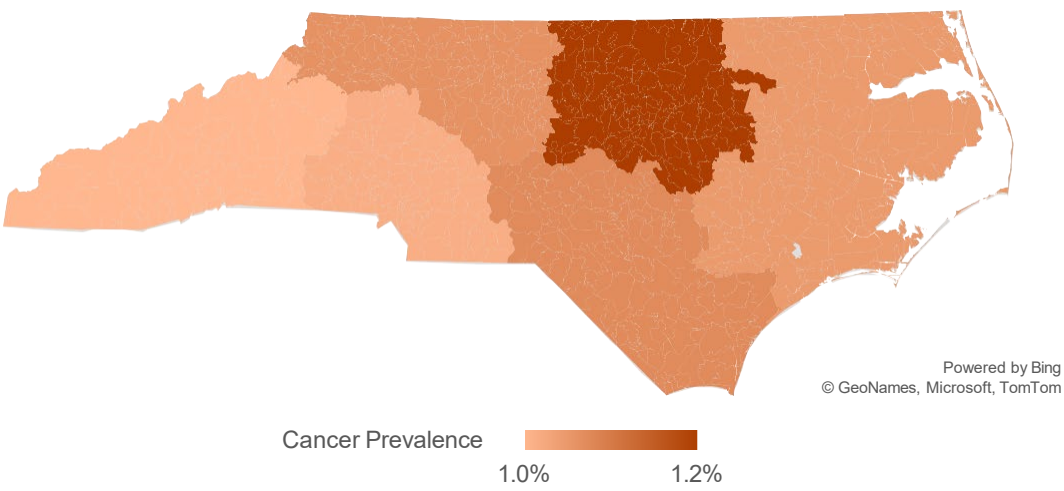 Powered by Bing
© GeoNames, Microsoft, TomTom
Cancer Prevalence
1.0%
1.2%